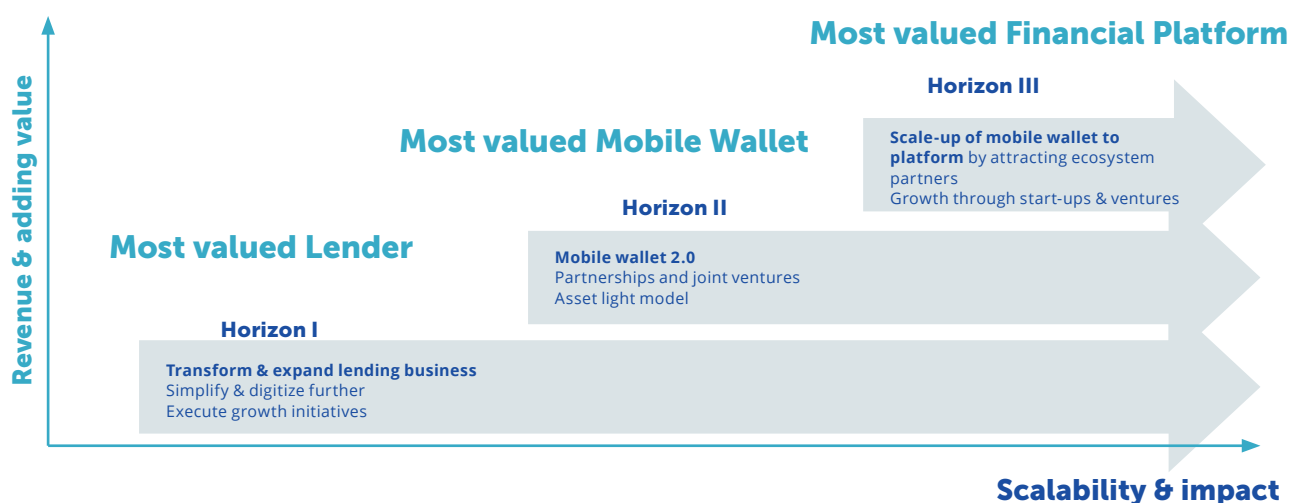 Most valued Financial Platform
Horizon III
Scale-up of mobile wallet to
platform by attracting ecosystem
partners
Growth through start-ups & ventures
Most valued Mobile Wallet
Horizon II
Mobile wallet 2.0
Partnerships and joint ventures
Asset light model
Most valued Lender
Horizon I
Transform & expand lending business
Simplify & digitize further
Execute growth initiatives
Revenue & adding value
Scalability & impact